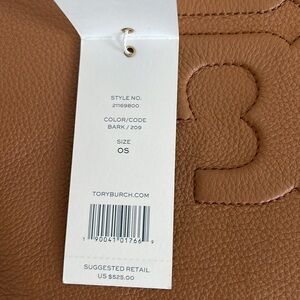 STYLE NO.
21169800
COLOR/CODE
BARK / 209
SIZE
OS
TORYBURCH.COM
1 90041 01766 9
SUGGESTED RETAIL
US $525.00